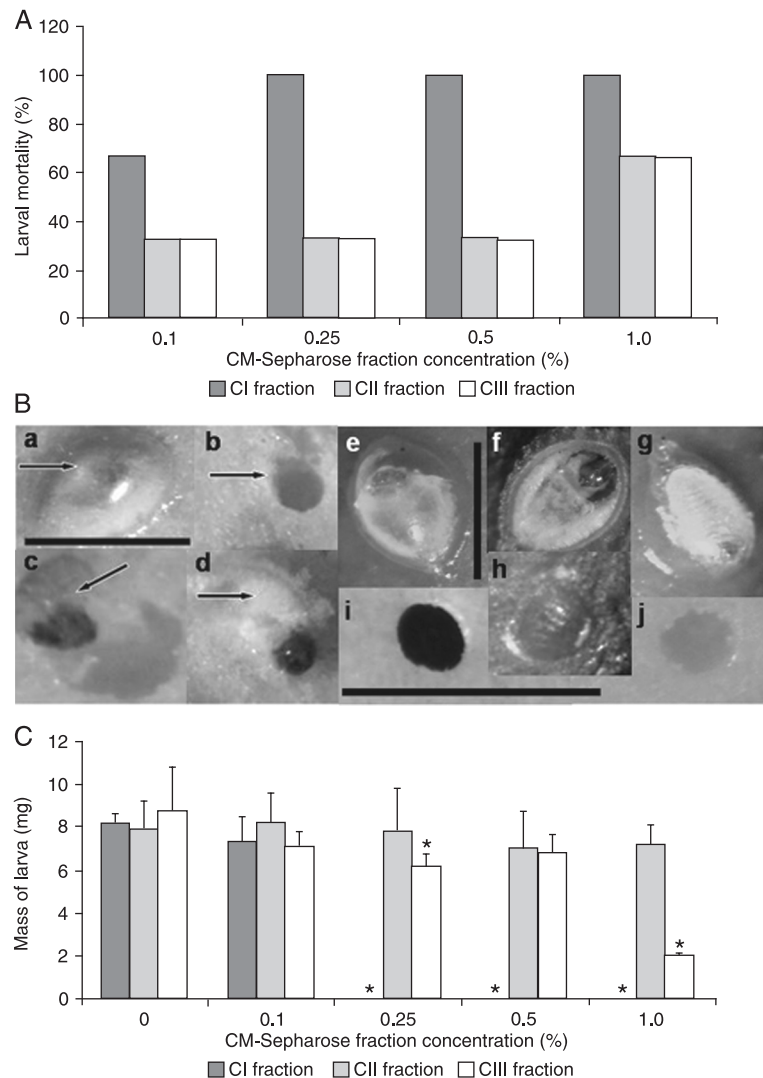 A
120
100
80
60
40
20
0
Larval mortality (%)
0.1 0.25 0.5 1.0
CM-Sepharose fraction concentration (%)
CI fraction CII fraction CIII fraction
B
a b e f g
c d i h j
C
12
10
8
6
4
2
0
Mass of larva (mg)
*
*
* * *
0 0.1 0.25 0.5 1.0
CM-Sepharose fraction concentration (%)
CI fraction CII fraction CIII fraction